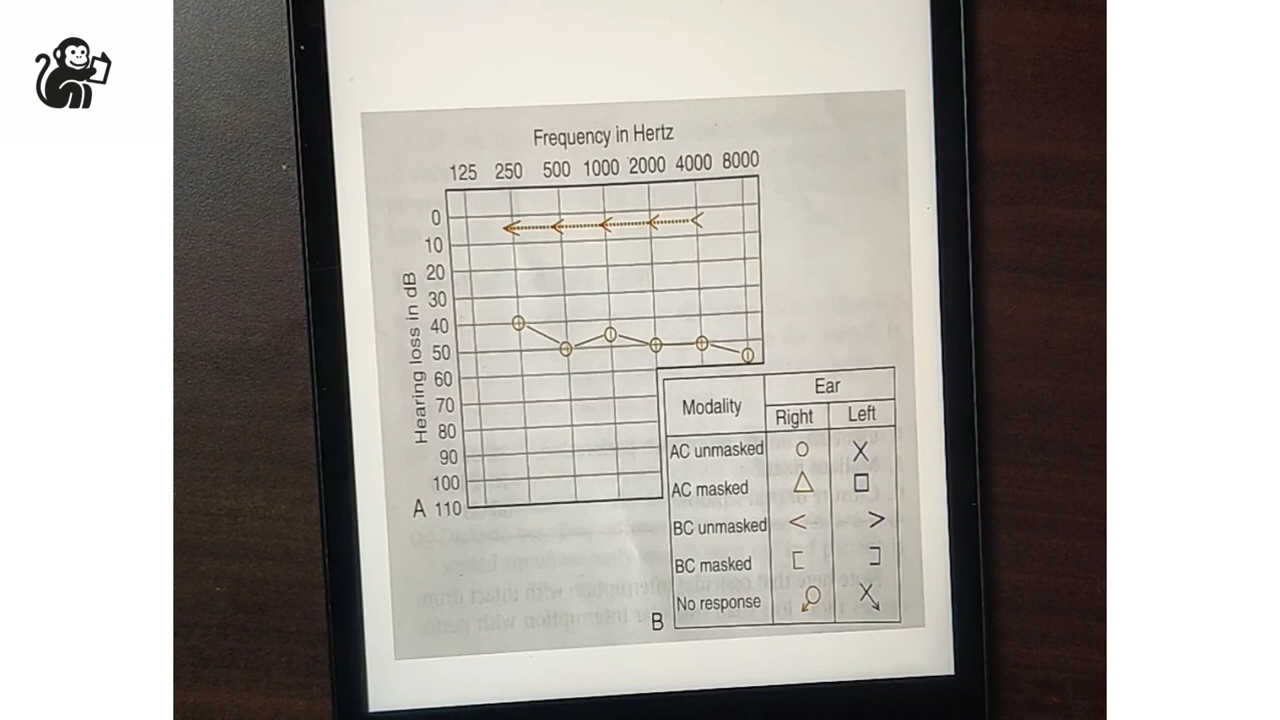 Frequency in Hertz
125 250 500 1000 2000 4000 8000
Hearing loss in dB
0
10
20
30
40
50
60
70
80
90
100
110
A
Modality Ear
Right Left
AC unmasked
AC masked
BC unmasked
BC masked
No response
B